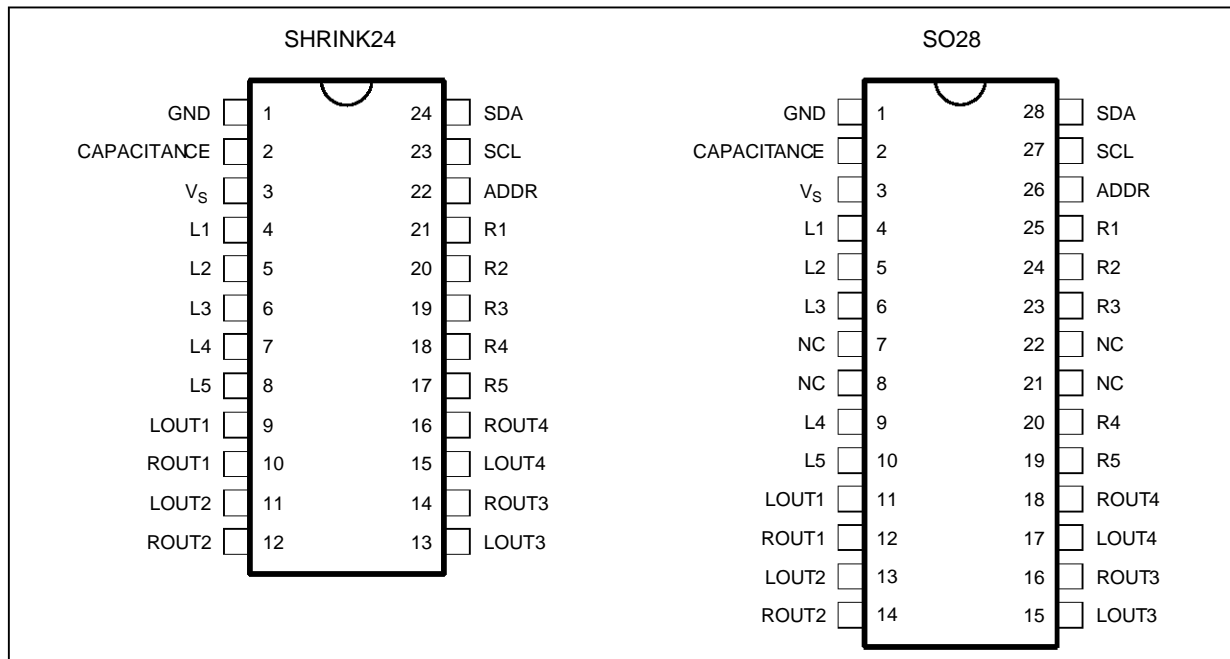 SHRINK24
GND 1 24 SDA
CAPACITANCE 2 23 SCL
VS 3 22 ADDR
L1 4 21 R1
L2 5 20 R2
L3 6 19 R3
L4 7 18 R4
L5 8 17 R5
LOUT1 9 16 ROUT4
ROUT1 10 15 LOUT4
LOUT2 11 14 ROUT3
ROUT2 12 13 LOUT3
SO28
GND 1 28 SDA
CAPACITANCE 2 27 SCL
VS 3 26 ADDR
L1 4 25 R1
L2 5 24 R2
L3 6 23 R3
NC 7 22 NC
NC 8 21 NC
L4 9 20 R4
L5 10 19 R5
LOUT1 11 18 ROUT4
ROUT1 12 17 LOUT4
LOUT2 13 16 ROUT3
ROUT2 14 15 LOUT3